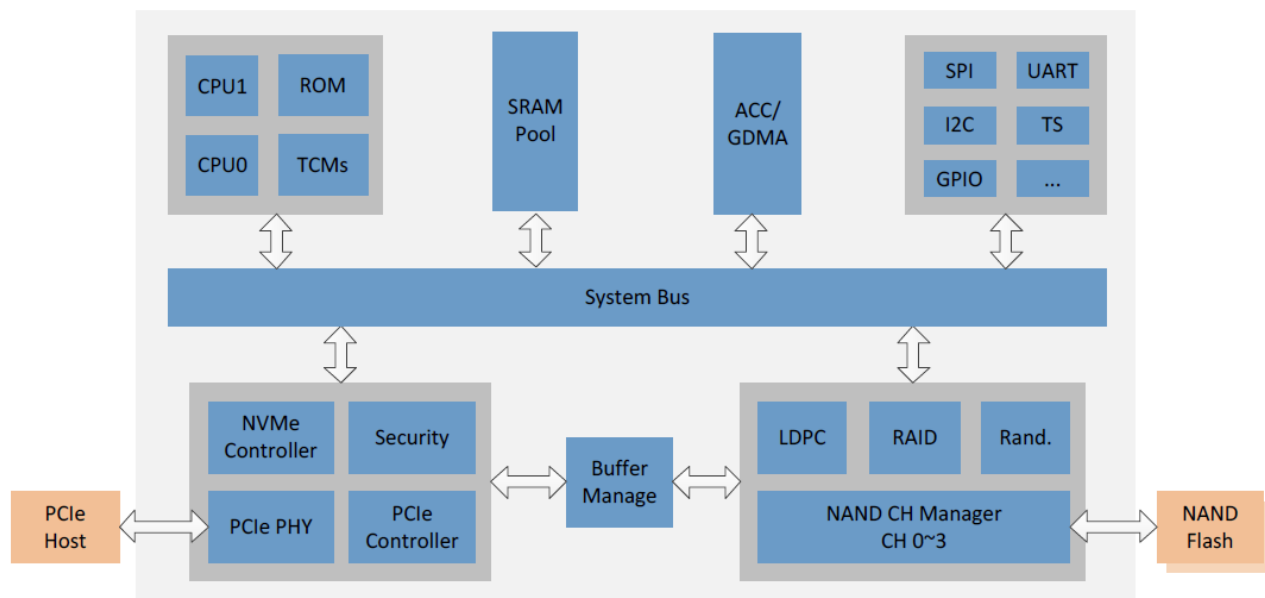 CPU1
ROM
CPU0
TCMs
SRAM
Pool
ACC/
GDMA
SPI
UART
I2C
TS
GPIO
...
System Bus
NVMe
Controller
Security
PCIe PHY
PCIe
Controller
Buffer
Manage
LDPC
RAID
Rand.
NAND CH Manager
CH 0~3
PCIe
Host
NAND
Flash